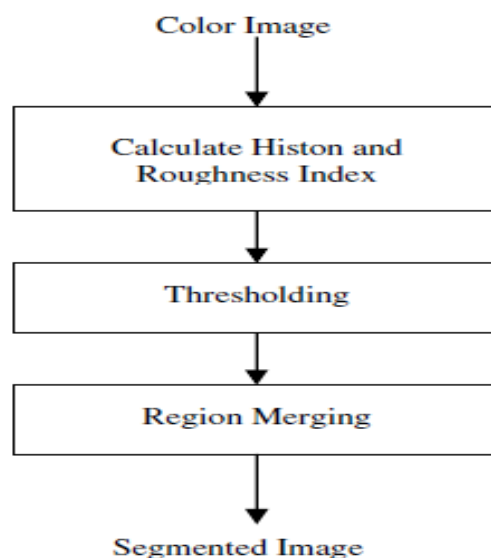 Color Image
Calculate Histon and
Roughness Index
Thresholding
Region Merging
Segmented Image